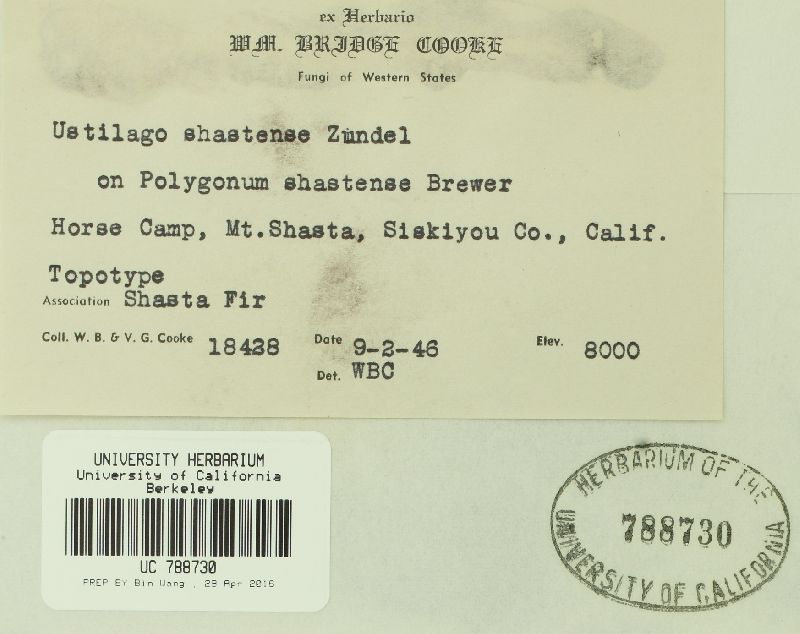 ex Herbario
WM. BRIDGE COOKE
Fungi of Western States
Ustilago shastense Zundel
on Polygonum shastense Brewer
Horse Camp, Mt.Shasta, Siskiyou Co., Calif.
Topotype
Association Shasta Fir
Coll. W. B. & V. G. Cooke 18428 Date 9-2-46 Elev. 8000
Det. WBC
UNIVERSITY HERBARIUM
University of California
Berkeley
UC 788730
PREP BY Bin Wang , 29 Apr 2016
HERBARIUM OF THE
788730
UNIVERSITY OF CALIFORNIA